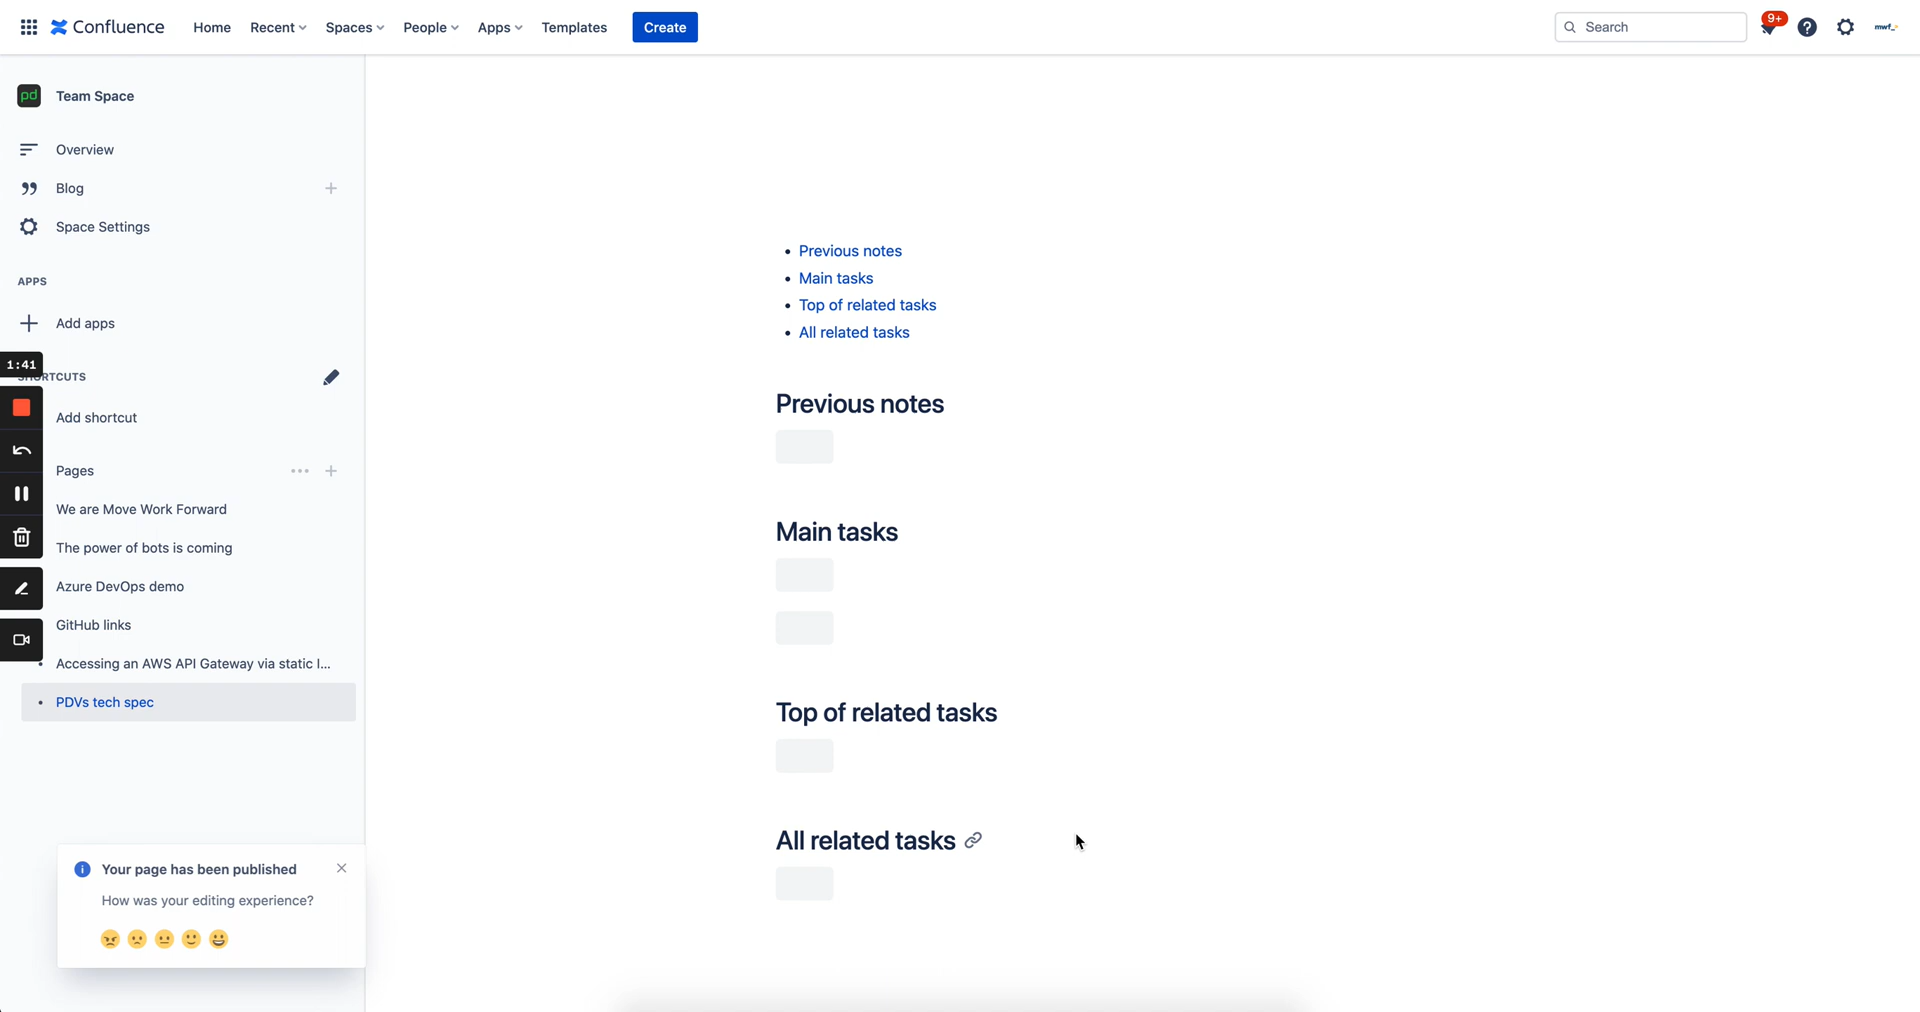 Confluence Home Recent Spaces People Apps Templates Create Search 9+ mwf_
pd Team Space
Overview
Blog
Space Settings
APPS
Add apps
1:41
SHORTCUTS
Add shortcut
Pages
We are Move Work Forward
The power of bots is coming
Azure DevOps demo
GitHub links
Accessing an AWS API Gateway via static I...
PDVs tech spec
Your page has been published
How was your editing experience?
Previous notes
Main tasks
Top of related tasks
All related tasks
Previous notes
Main tasks
Top of related tasks
All related tasks